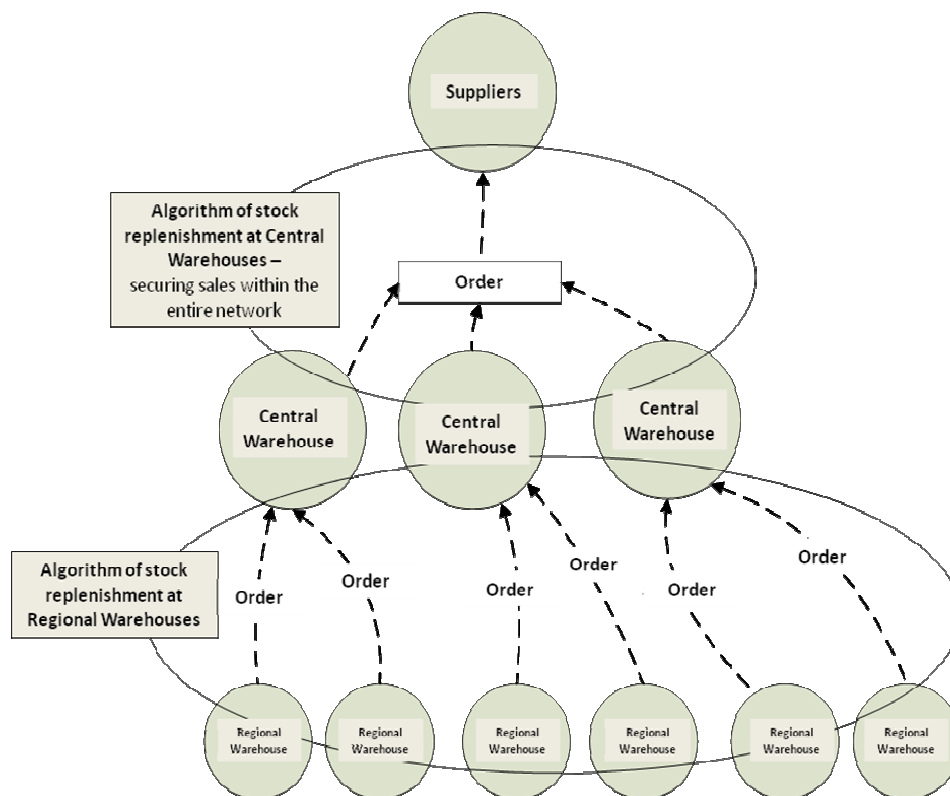 Suppliers
Algorithm of stock
replenishment at Central
Warehouses –
securing sales within the
entire network
Order
Central
Warehouse
Central
Warehouse
Central
Warehouse
Algorithm of stock
replenishment at
Regional Warehouses
Order
Order
Order
Order
Order
Order
Regional
Warehouse
Regional
Warehouse
Regional
Warehouse
Regional
Warehouse
Regional
Warehouse
Regional
Warehouse